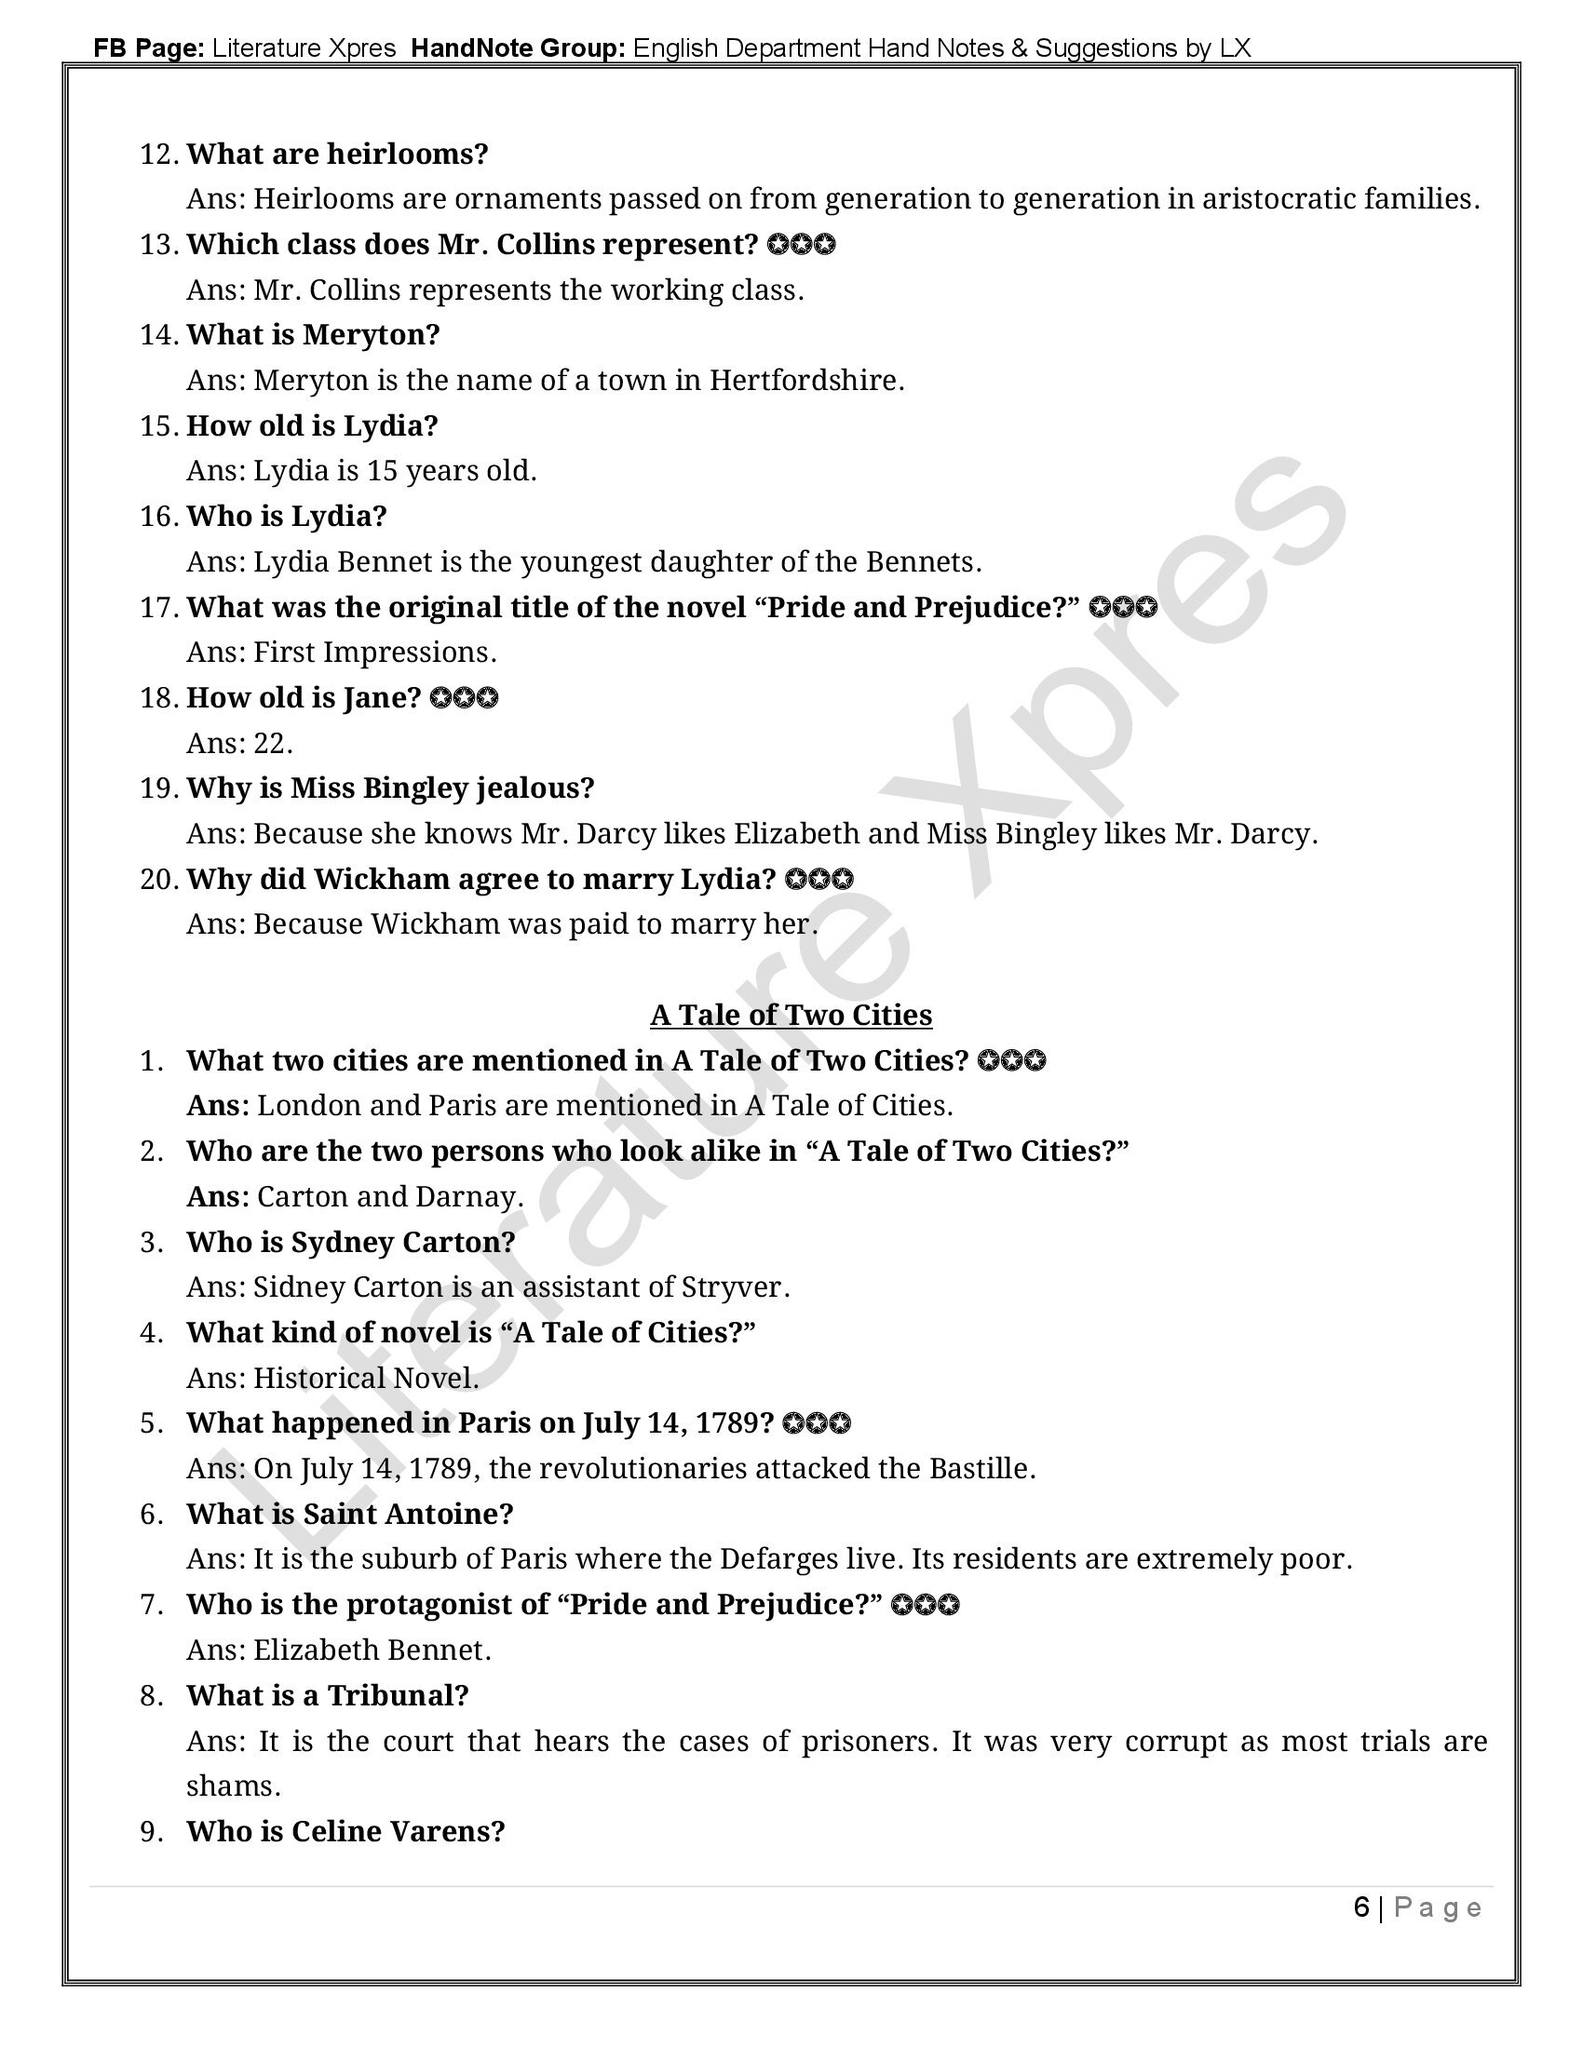 FB Page: Literature Xpres HandNote Group: English Department Hand Notes & Suggestions by LX
12. What are heirlooms?
Ans: Heirlooms are ornaments passed on from generation to generation in aristocratic families.
13. Which class does Mr. Collins represent? ✪✪✪
Ans: Mr. Collins represents the working class.
14. What is Meryton?
Ans: Meryton is the name of a town in Hertfordshire.
15. How old is Lydia?
Ans: Lydia is 15 years old.
16. Who is Lydia?
Ans: Lydia Bennet is the youngest daughter of the Bennets.
17. What was the original title of the novel “Pride and Prejudice?” ✪✪✪
Ans: First Impressions.
18. How old is Jane? ✪✪✪
Ans: 22.
19. Why is Miss Bingley jealous?
Ans: Because she knows Mr. Darcy likes Elizabeth and Miss Bingley likes Mr. Darcy.
20. Why did Wickham agree to marry Lydia? ✪✪✪
Ans: Because Wickham was paid to marry her.
A Tale of Two Cities
1. What two cities are mentioned in A Tale of Two Cities? ✪✪✪
Ans: London and Paris are mentioned in A Tale of Cities.
2. Who are the two persons who look alike in “A Tale of Two Cities?”
Ans: Carton and Darnay.
3. Who is Sydney Carton?
Ans: Sidney Carton is an assistant of Stryver.
4. What kind of novel is “A Tale of Cities?”
Ans: Historical Novel.
5. What happened in Paris on July 14, 1789? ✪✪✪
Ans: On July 14, 1789, the revolutionaries attacked the Bastille.
6. What is Saint Antoine?
Ans: It is the suburb of Paris where the Defarges live. Its residents are extremely poor.
7. Who is the protagonist of “Pride and Prejudice?” ✪✪✪
Ans: Elizabeth Bennet.
8. What is a Tribunal?
Ans: It is the court that hears the cases of prisoners. It was very corrupt as most trials are
shams.
9. Who is Celine Varens?
6 | Page
Literature Xpres